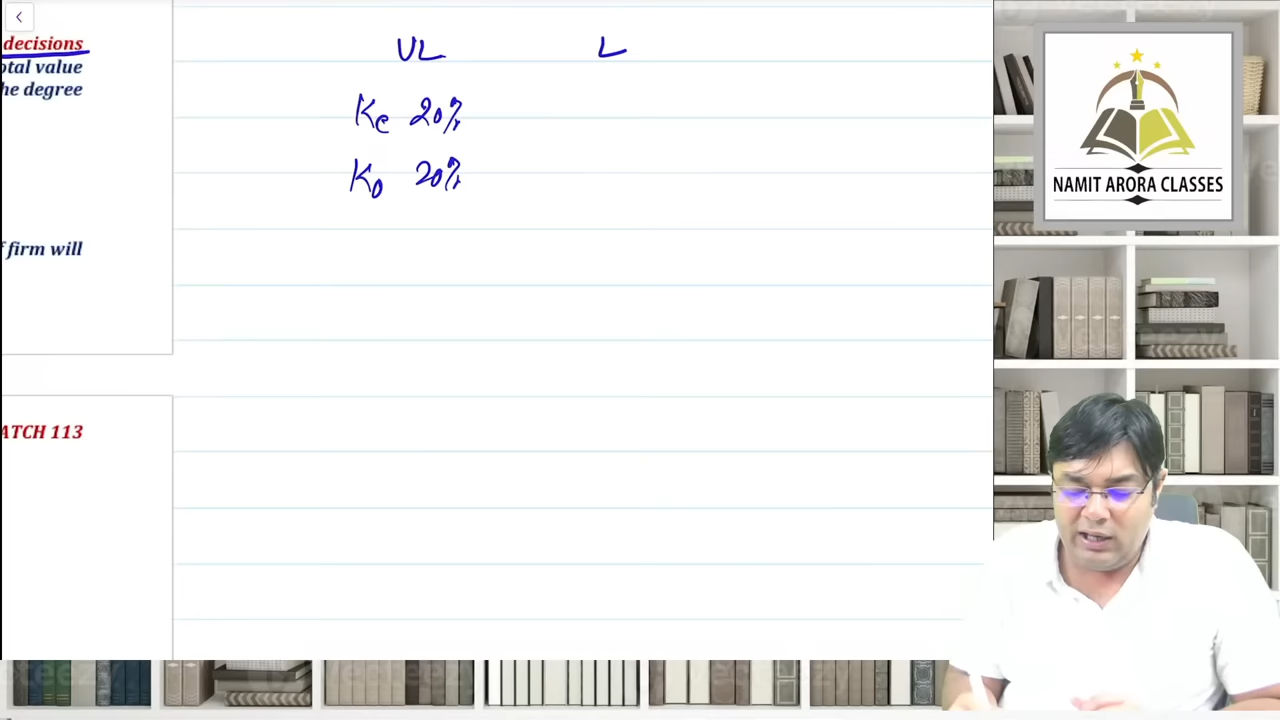 decisions
otal value
he degree
UL L
Ke 20%
Ko 20%
firm will
ATCH 113
NAMIT ARORA CLASSES